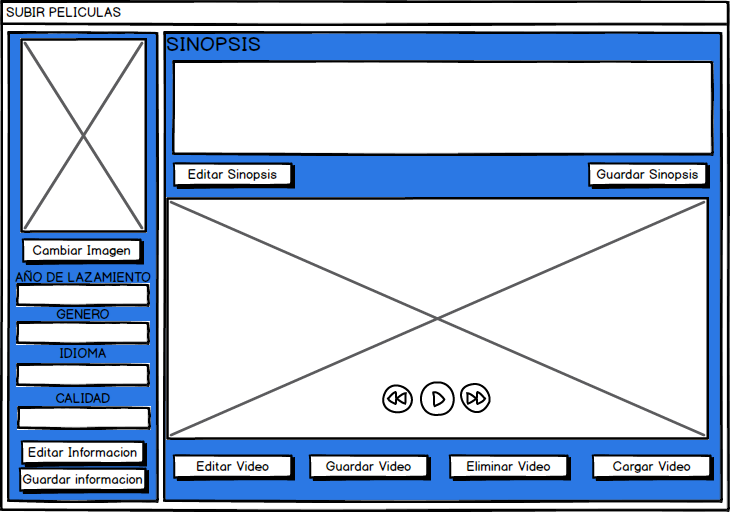 SUBIR PELICULAS
Cambiar Imagen
AÑO DE LAZAMIENTO
GENERO
IDIOMA
CALIDAD
Editar Informacion
Guardar informacion
SINOPSIS
Editar Sinopsis
Guardar Sinopsis
Editar Video
Guardar Video
Eliminar Video
Cargar Video